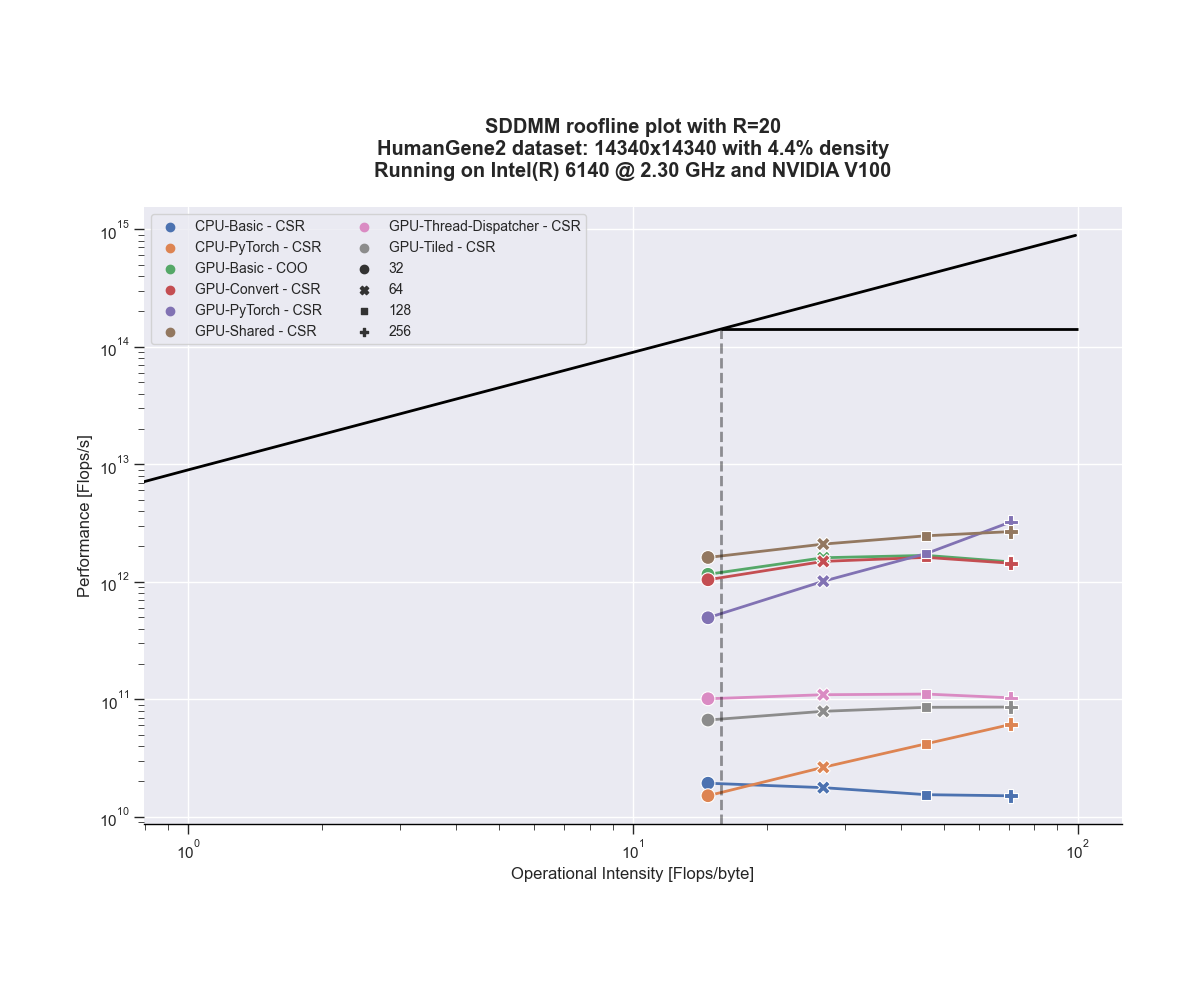 SDDMM roofline plot with R=20
HumanGene2 dataset: 14340x14340 with 4.4% density
Running on Intel(R) 6140 @ 2.30 GHz and NVIDIA V100
CPU-Basic - CSR
CPU-PyTorch - CSR
GPU-Basic - COO
GPU-Convert - CSR
GPU-PyTorch - CSR
GPU-Shared - CSR
GPU-Thread-Dispatcher - CSR
GPU-Tiled - CSR
32
64
128
256
Performance [Flops/s]
10^15
10^14
10^13
10^12
10^11
10^10
10^0
10^1
10^2
Operational Intensity [Flops/byte]